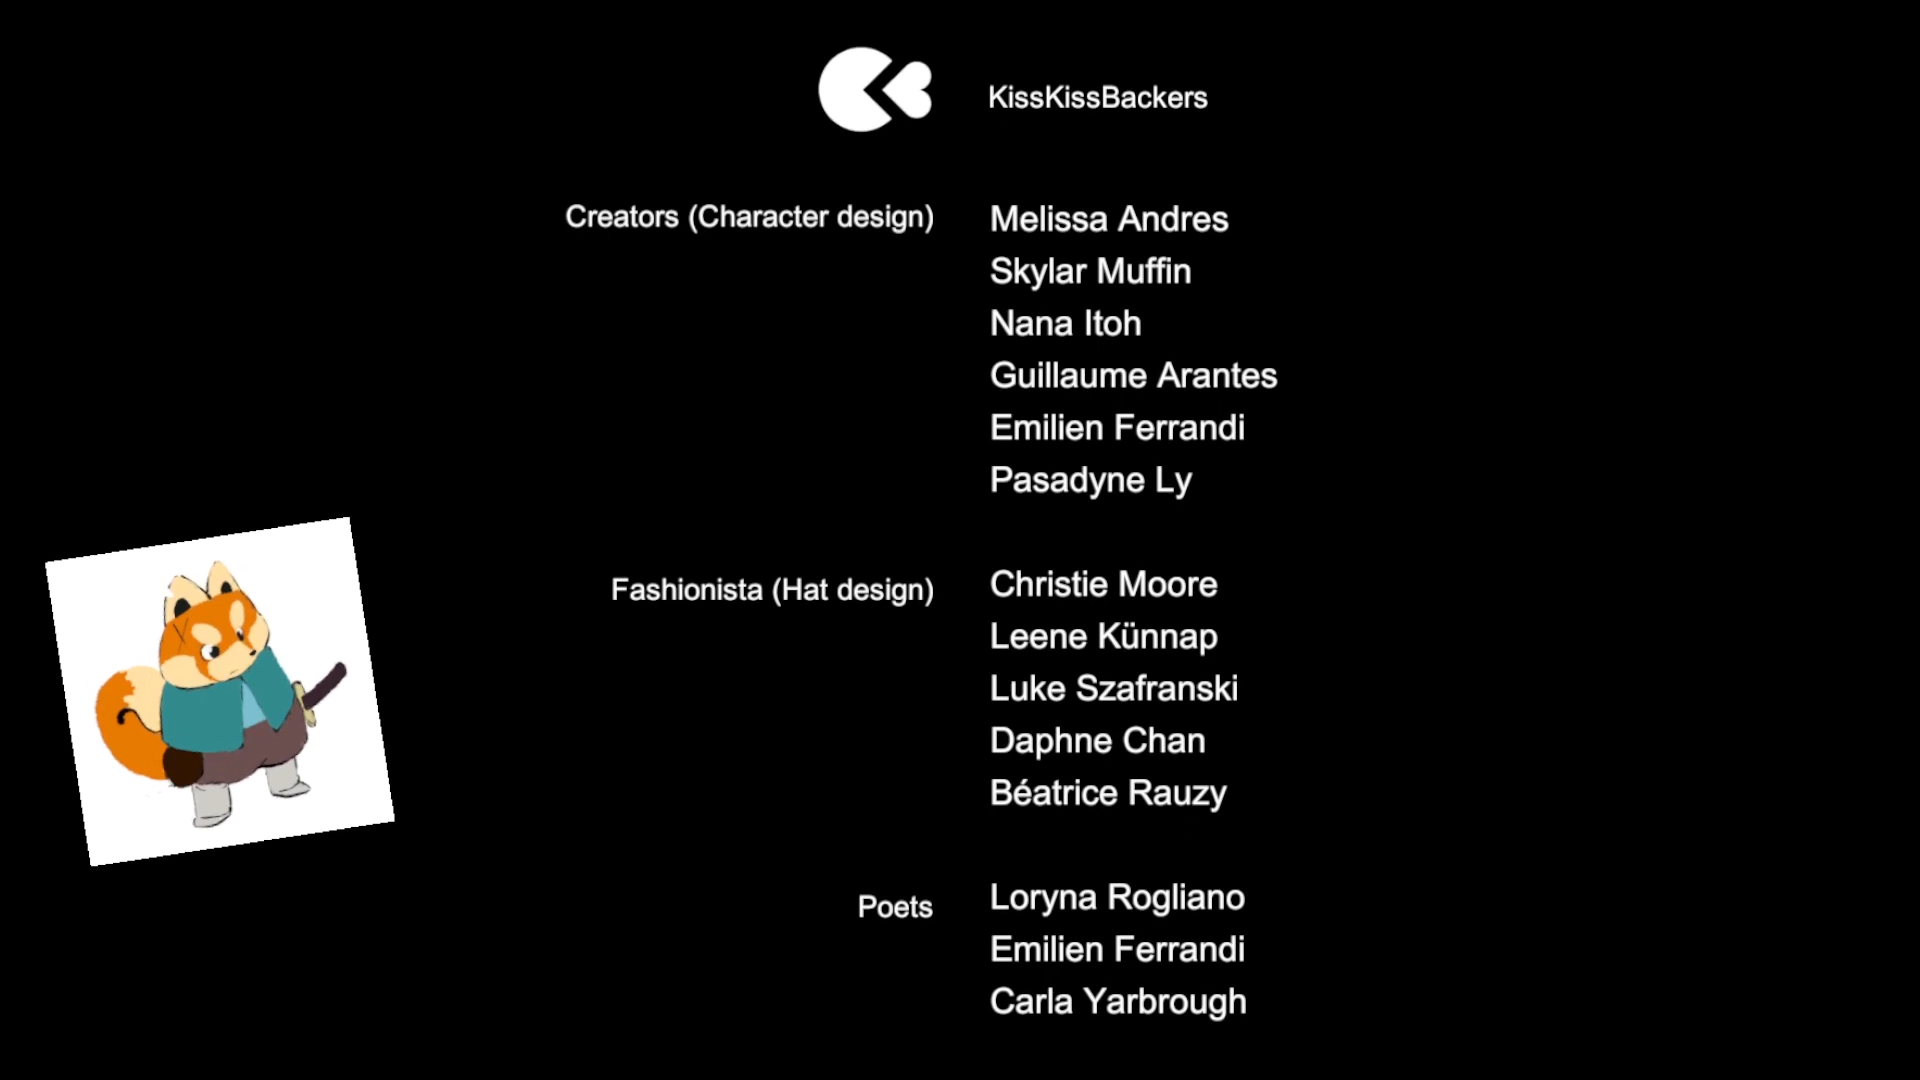 KissKissBackers
Creators (Character design)
Melissa Andres
Skylar Muffin
Nana Itoh
Guillaume Arantes
Emilien Ferrandi
Pasadyne Ly
Fashionista (Hat design)
Christie Moore
Leene Künnap
Luke Szafranski
Daphne Chan
Béatrice Rauzy
Poets
Loryna Rogliano
Emilien Ferrandi
Carla Yarbrough